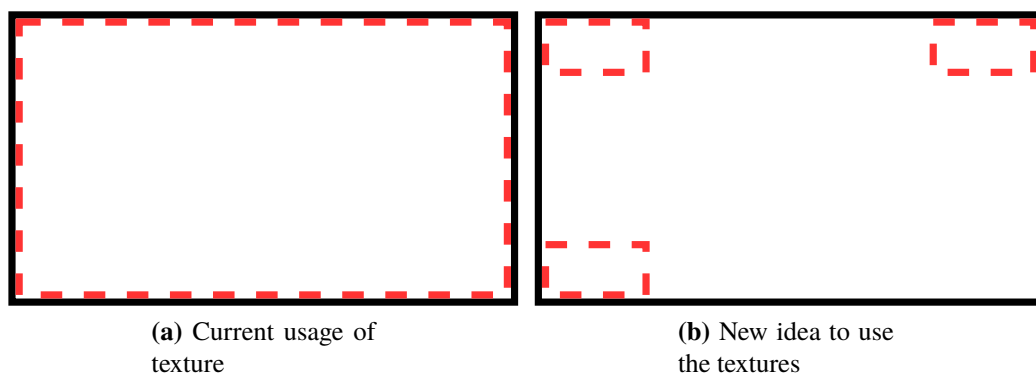 (a) Current usage of
texture
(b) New idea to use
the textures